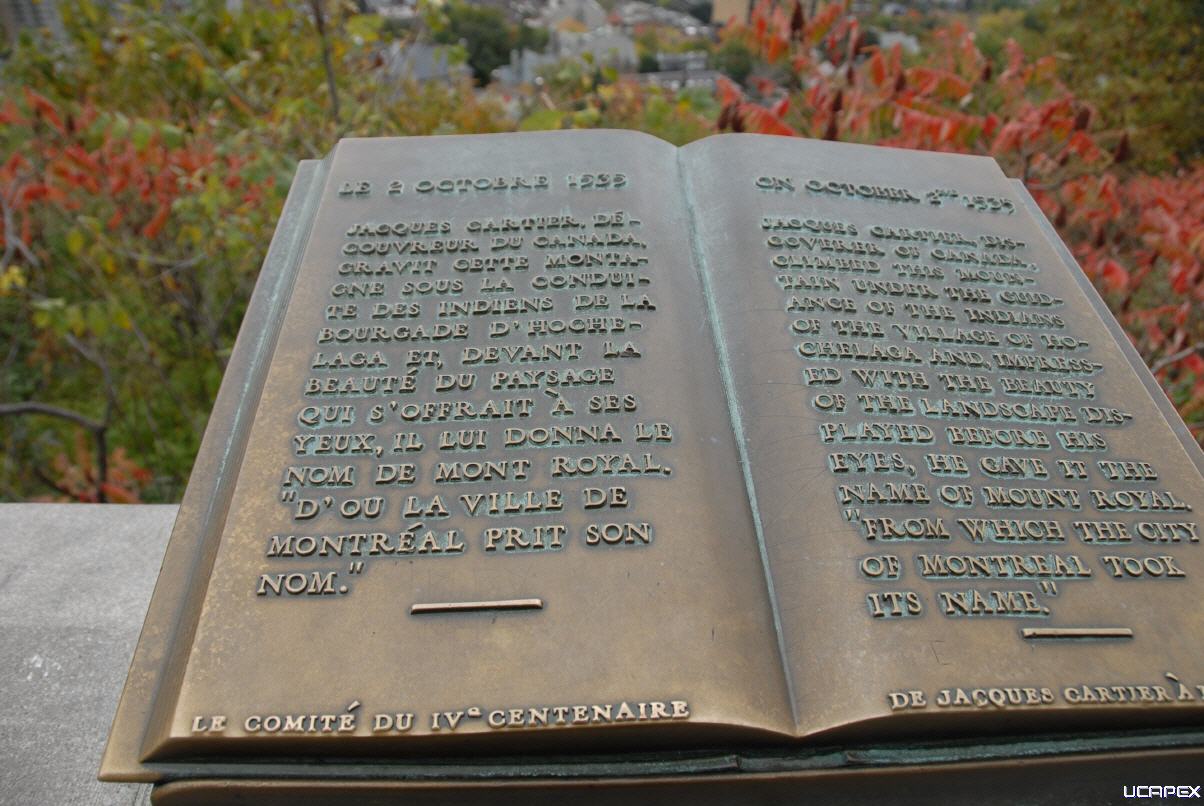 LE 2 OCTOBRE 1535
JACQUES CARTIER, DÉ-
COUVREUR DU CANADA,
GRAVIT CETTE MONTA-
GNE SOUS LA CONDUI-
TE DES INDIENS DE LA
BOURGADE D'HOCHE-
LAGA ET, DEVANT LA
BEAUTÉ DU PAYSAGE
QUI S'OFFRAIT À SES
YEUX, IL LUI DONNA LE
NOM DE MONT ROYAL.
"D'OU LA VILLE DE
MONTRÉAL PRIT SON
NOM."
LE COMITÉ DU IVe CENTENAIRE
ON OCTOBER 2ND 1535
JACQUES CARTIER, DIS-
COVERER OF CANADA,
CLIMBED THIS MOUN-
TAIN UNDER THE GUID-
ANCE OF THE INDIANS
OF THE VILLAGE OF HO-
CHELAGA AND, IMPRESS-
ED WITH THE BEAUTY
OF THE LANDSCAPE DIS-
PLAYED BEFORE HIS
EYES, HE GAVE IT THE
NAME OF MOUNT ROYAL.
"FROM WHICH THE CITY
OF MONTREAL TOOK
ITS NAME."
DE JACQUES CARTIER À
UCAPEX